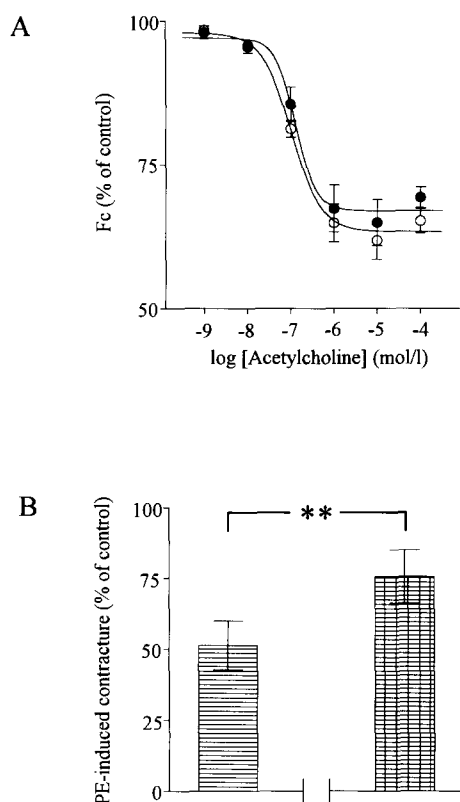 A
100
75
50
Fc (% of control)
-9 -8 -7 -6 -5 -4
log [Acetylcholine] (mol/l)
B
100
75
50
25
0
PE-induced contracture (% of control)
**